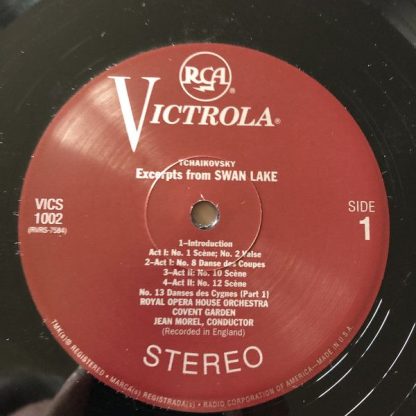 RCA®
VICTROLA®
TCHAIKOVSKY
Excerpts from SWAN LAKE
VICS
1002
(RVRS-7584)
SIDE
1
1–Introduction
Act I: No. 1 Scène; No. 2 Valse
2–Act I: No. 8 Danse des Coupes
3–Act II: No. 10 Scène
4–Act II: No. 12 Scène
No. 13 Danses des Cygnes (Part 1)
ROYAL OPERA HOUSE ORCHESTRA
COVENT GARDEN
JEAN MOREL, CONDUCTOR
(Recorded in England)
STEREO
TMK(s)® REGISTERED • MARCA(s) REGISTRADA(s) • RADIO CORPORATION OF AMERICA—MADE IN U.S.A.